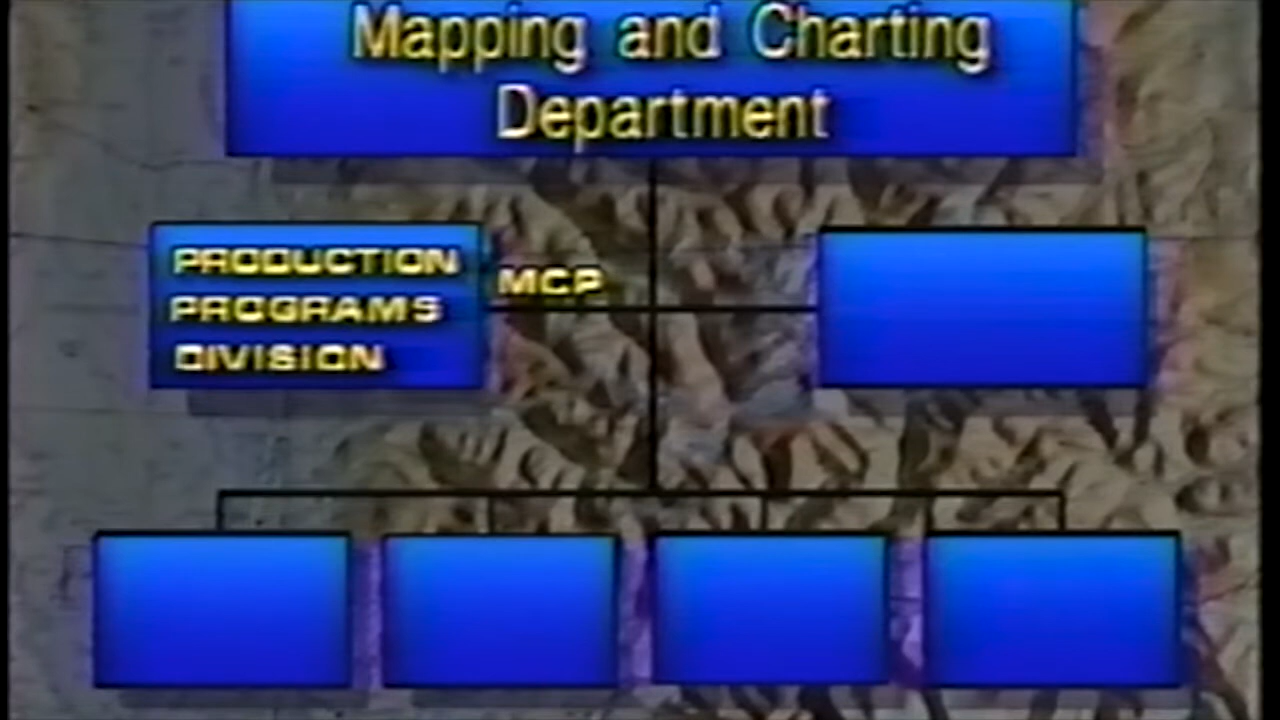 Mapping and Charting
Department
PRODUCTION
PROGRAMS
DIVISION
MCP